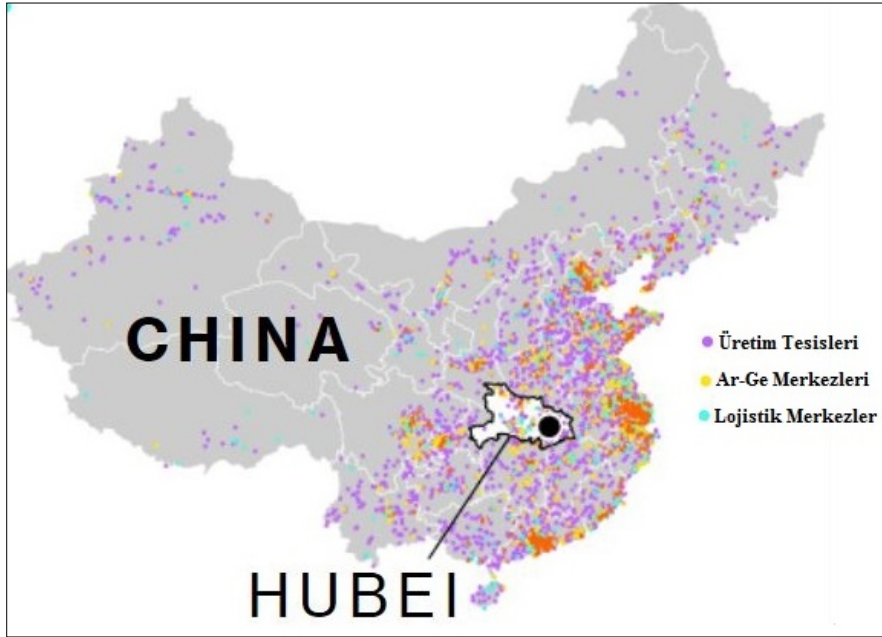 CHINA
Üretim Tesisleri
Ar-Ge Merkezleri
Lojistik Merkezler
HUBEI